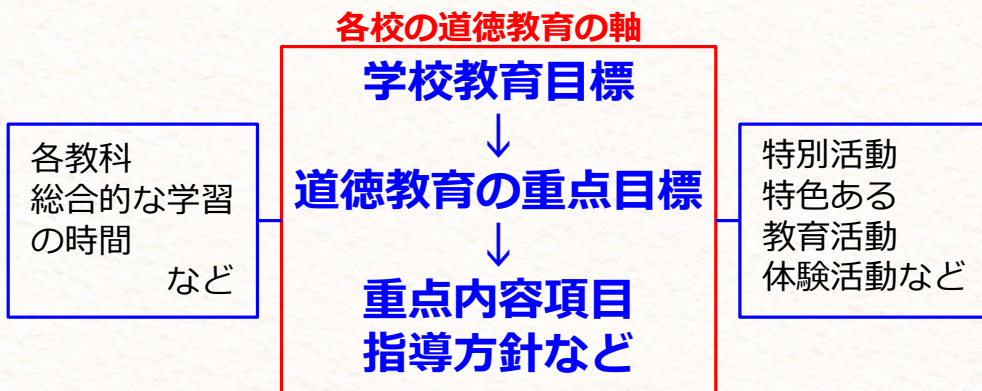 各校の道徳教育の軸
学校教育目標
↓
道徳教育の重点目標
↓
重点内容項目
指導方針など
各教科
総合的な学習
の時間
など
特別活動
特色ある
教育活動
体験活動など